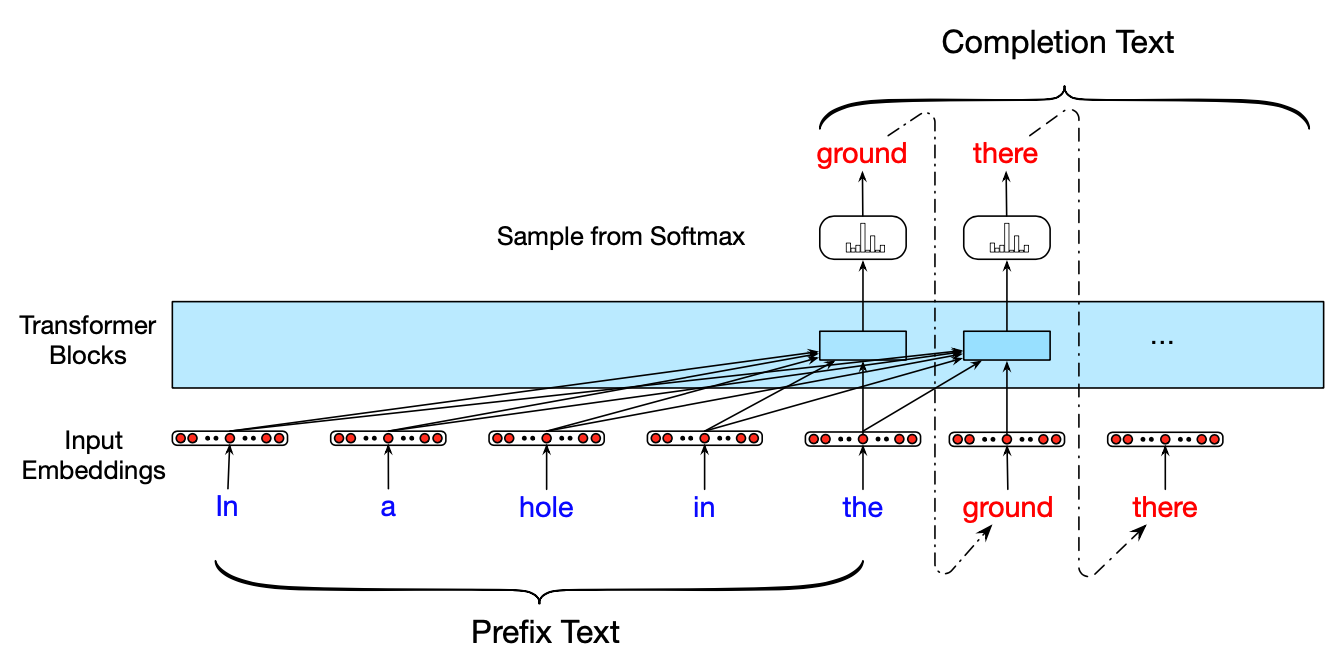 Completion Text
ground there
Sample from Softmax
Transformer
Blocks
...
Input
Embeddings
In a hole in the ground there
Prefix Text